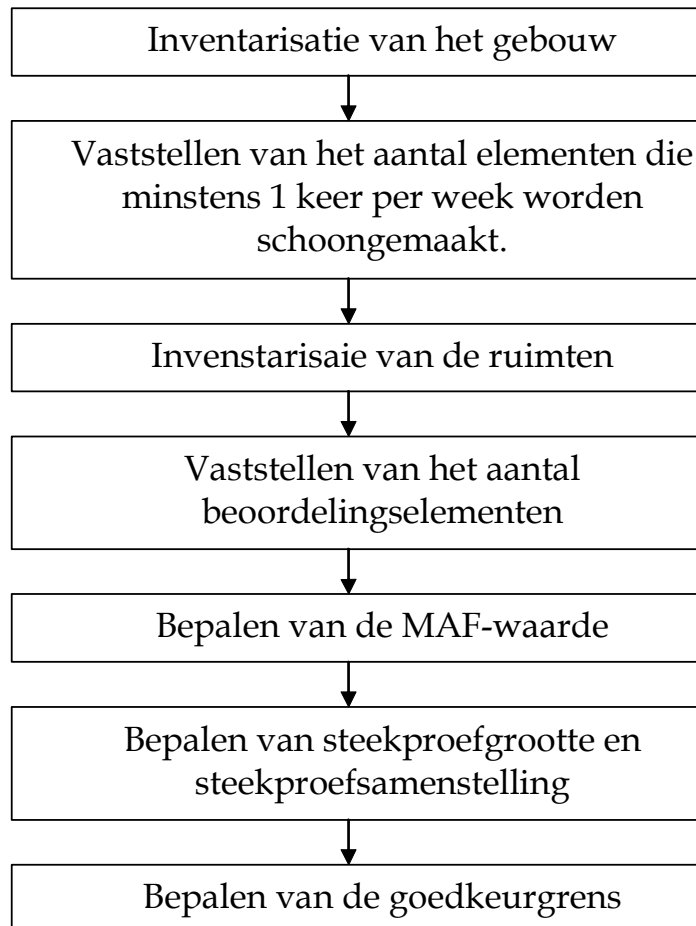 Inventarisatie van het gebouw
Vaststellen van het aantal elementen die
minstens 1 keer per week worden
schoongemaakt.
Invenstarisaie van de ruimten
Vaststellen van het aantal
beoordelingselementen
Bepalen van de MAF-waarde
Bepalen van steekproefgrootte en
steekproefsamenstelling
Bepalen van de goedkeurgrens